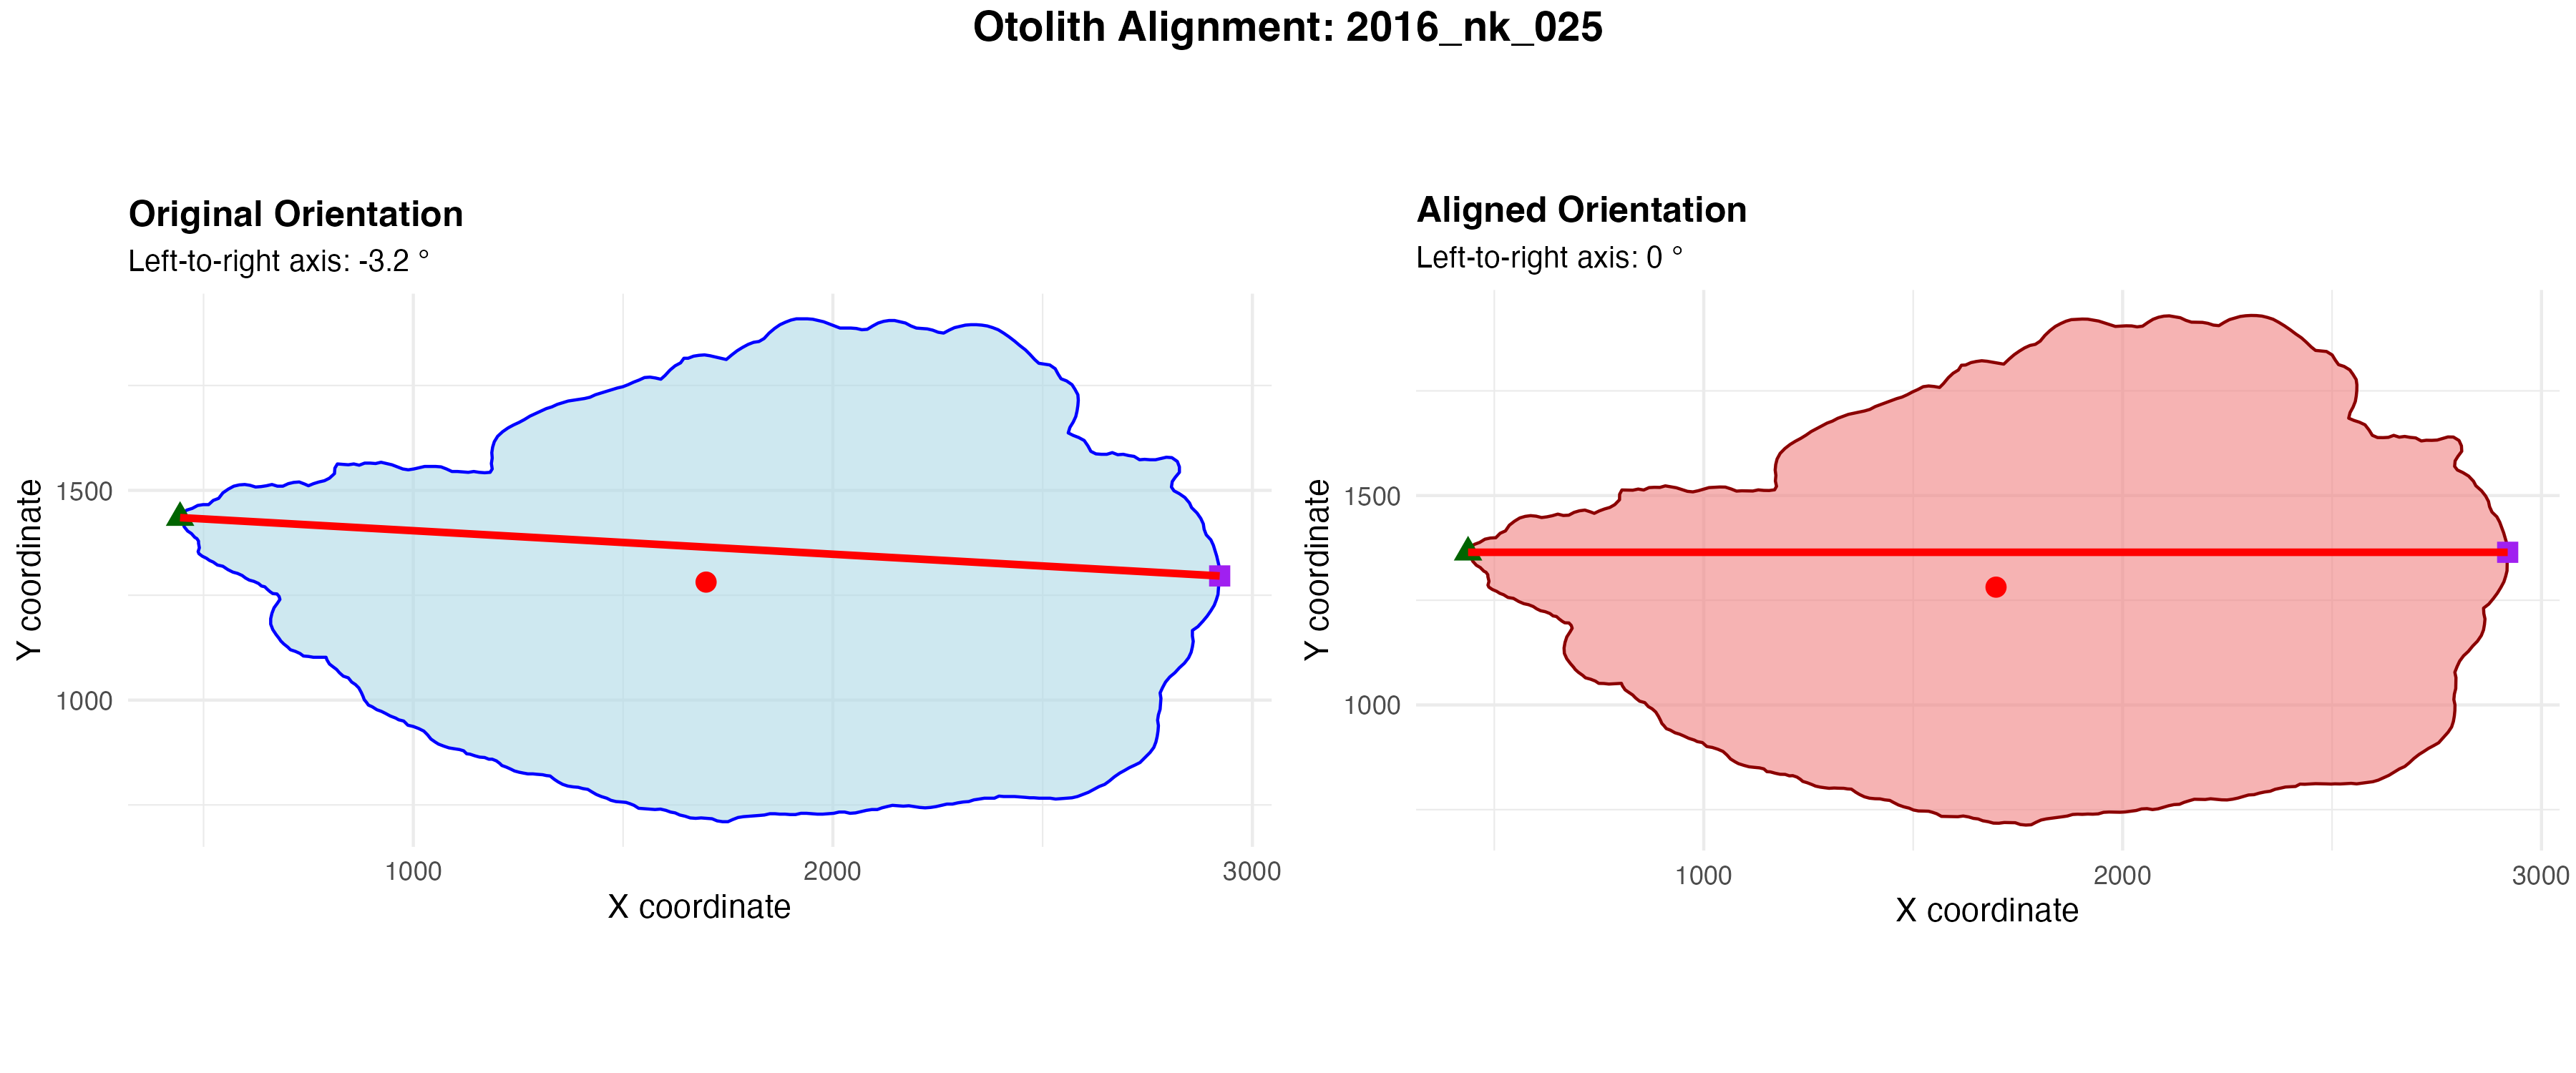 Otolith Alignment: 2016_nk_025
Original Orientation
Left-to-right axis: -3.2 °
Y coordinate
1500
1000
1000
2000
3000
X coordinate
Aligned Orientation
Left-to-right axis: 0 °
Y coordinate
1500
1000
1000
2000
3000
X coordinate